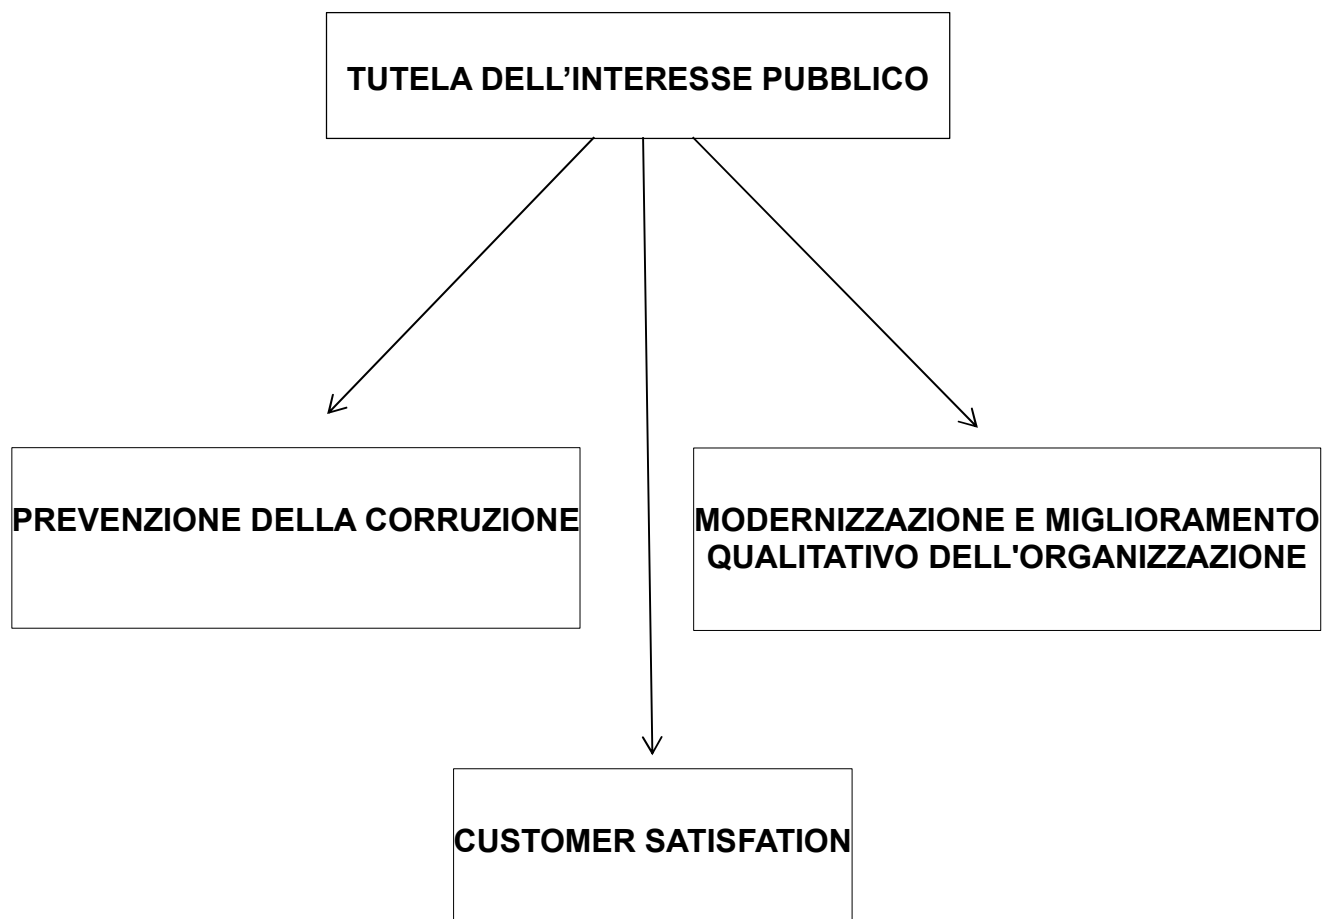 TUTELA DELL’INTERESSE PUBBLICO
PREVENZIONE DELLA CORRUZIONE
MODERNIZZAZIONE E MIGLIORAMENTO
QUALITATIVO DELL'ORGANIZZAZIONE
CUSTOMER SATISFATION